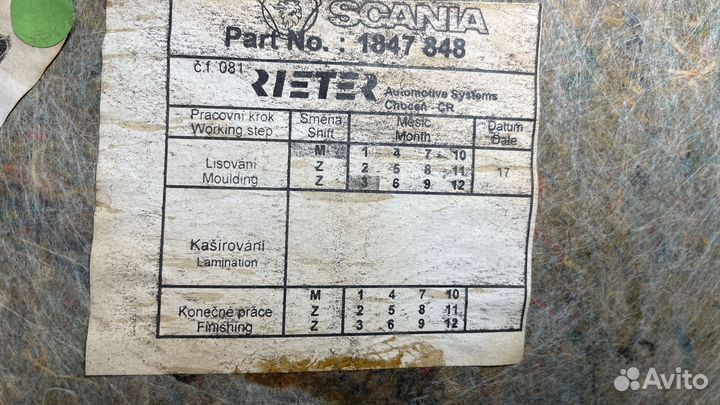 SCANIA
Part No. : 1847 848
č.f. 081 RIETER Automotive Systems
Choceň - ČR
Pracovní krok Směna Měsíc Datum
Working step Shift Month Date
M 1 4 7 10
Lisování Z 2 5 8 11 17
Moulding Z 3 6 9 12
Kašírování
Lamination
M 1 4 7 10
Konečné práce Z 2 5 8 11
Finishing Z 3 6 9 12
Avito